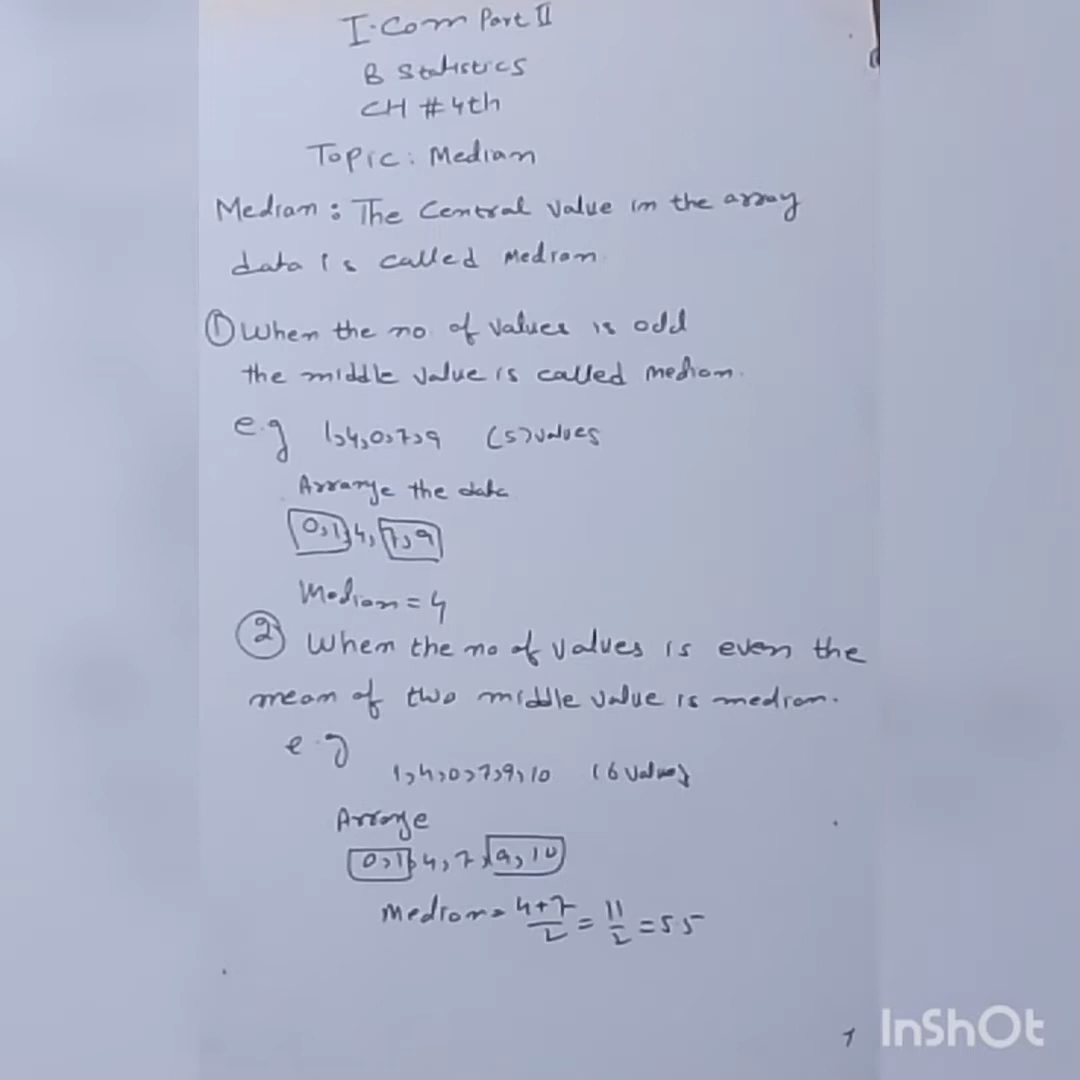 I.Com Part II
B Statistics
CH # 4th
Topic: Median
Median: The Central value in the array
data is called Median
① When the no. of values is odd
the middle value is called median.
e.g 1,4,0,7,9 (5) values
Arrange the data
0,1,4,7,9
Median = 4
② When the no of values is even the
mean of two middle value is median.
e.g
1,4,0,7,9,10 (6 values)
Arrange
0,1,4,7,9,10
Median = 4+7/2 = 11/2 = 5.5
1
InShOt